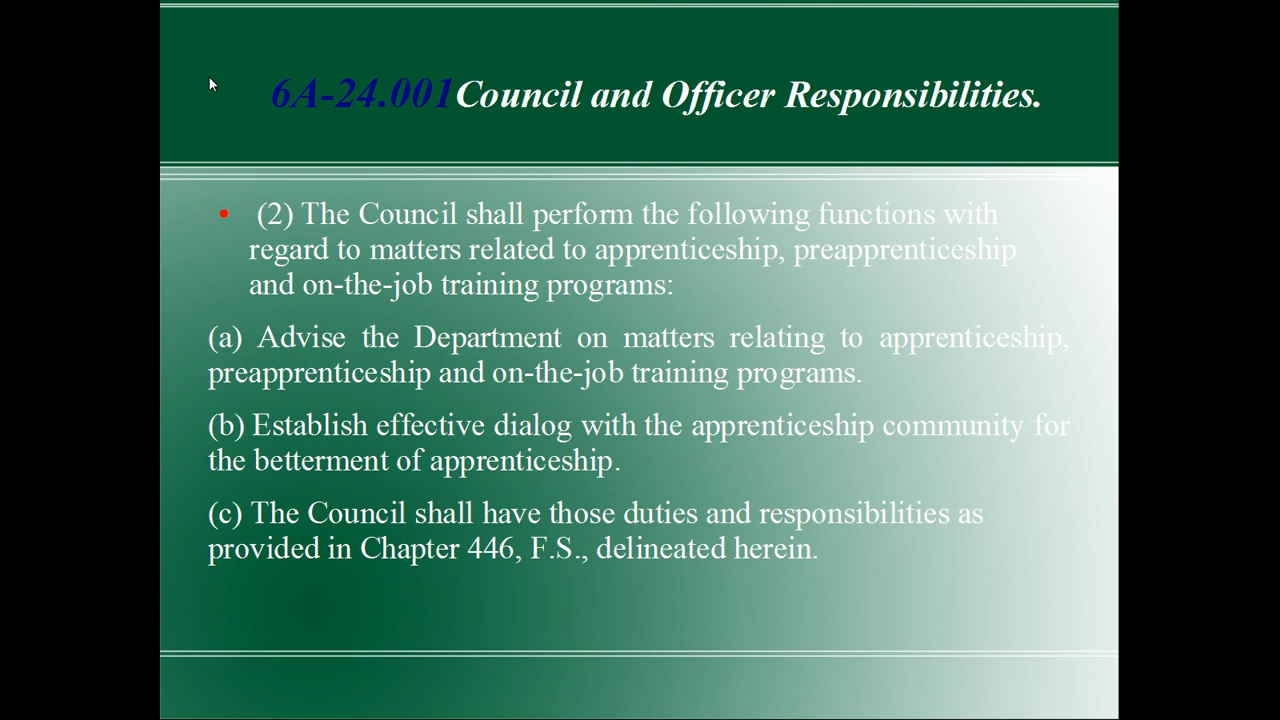 6A-24.001Council and Officer Responsibilities.
• (2) The Council shall perform the following functions with
regard to matters related to apprenticeship, preapprenticeship
and on-the-job training programs:
(a) Advise the Department on matters relating to apprenticeship,
preapprenticeship and on-the-job training programs.
(b) Establish effective dialog with the apprenticeship community for
the betterment of apprenticeship.
(c) The Council shall have those duties and responsibilities as
provided in Chapter 446, F.S., delineated herein.